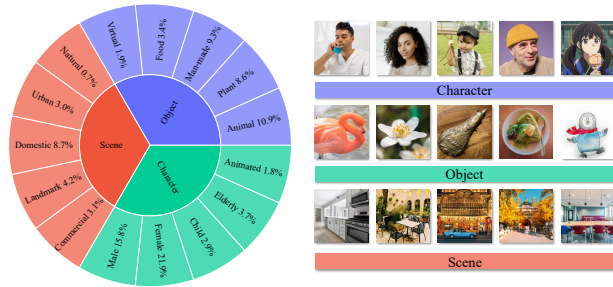 Virtual 1.9%
Food 3.4%
Man-made 9.3%
Plant 8.6%
Animal 10.9%
Object
Natural 0.7%
Urban 3.0%
Domestic 8.7%
Landmark 4.2%
Commercial 3.1%
Scene
Animated 1.8%
Elderly 3.7%
Child 2.9%
Female 21.9%
Male 15.8%
Character
Character
Object
Scene